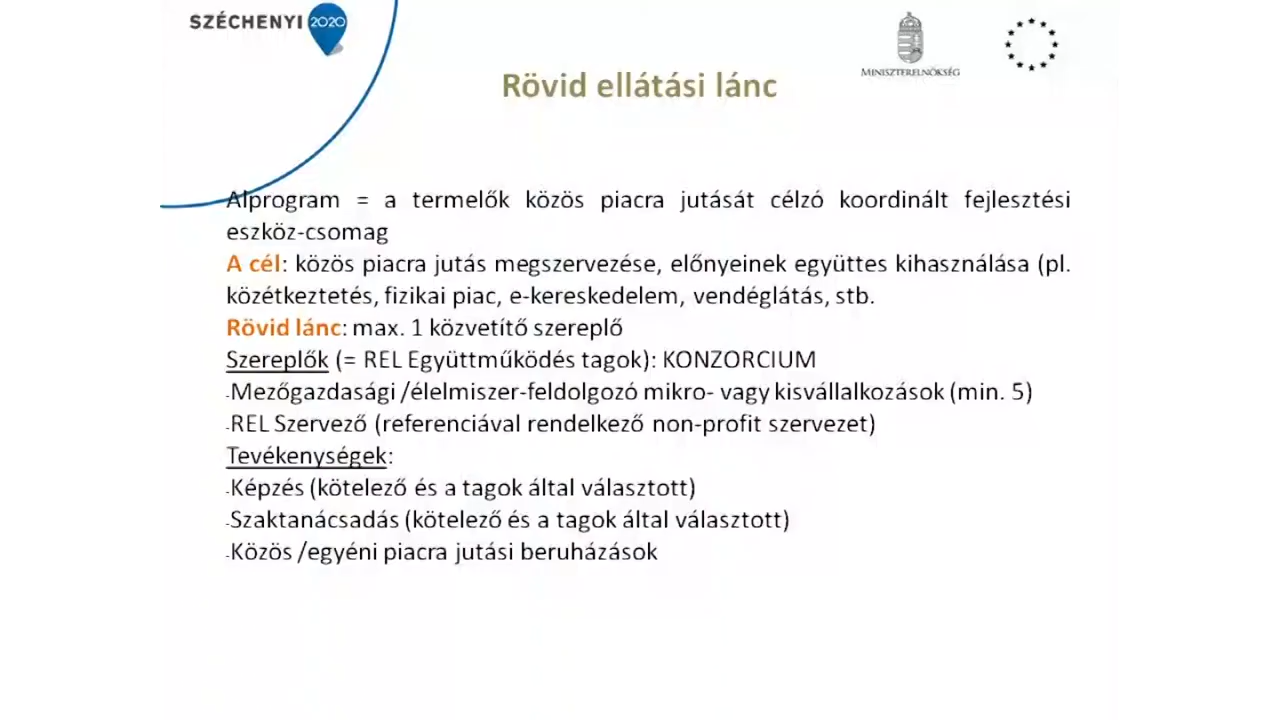 SZÉCHENYI 2020
MINISZTERELNÖKSÉG
Rövid ellátási lánc
Alprogram = a termelők közös piacra jutását célzó koordinált fejlesztési
eszköz-csomag
A cél: közös piacra jutás megszervezése, előnyeinek együttes kihasználása (pl.
közétkeztetés, fizikai piac, e-kereskedelem, vendéglátás, stb.
Rövid lánc: max. 1 közvetítő szereplő
Szereplők (= REL Együttműködés tagok): KONZORCIUM
-Mezőgazdasági /élelmiszer-feldolgozó mikro- vagy kisvállalkozások (min. 5)
-REL Szervező (referenciával rendelkező non-profit szervezet)
Tevékenységek:
-Képzés (kötelező és a tagok által választott)
-Szaktanácsadás (kötelező és a tagok által választott)
-Közös /egyéni piacra jutási beruházások